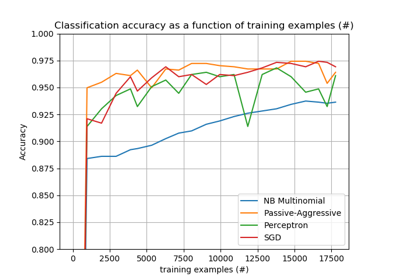 Classification accuracy as a function of training examples (#)
1.000
0.975
0.950
0.925
0.900
0.875
0.850
0.825
0.800
Accuracy
NB Multinomial
Passive-Aggressive
Perceptron
SGD
0 2500 5000 7500 10000 12500 15000 17500
training examples (#)